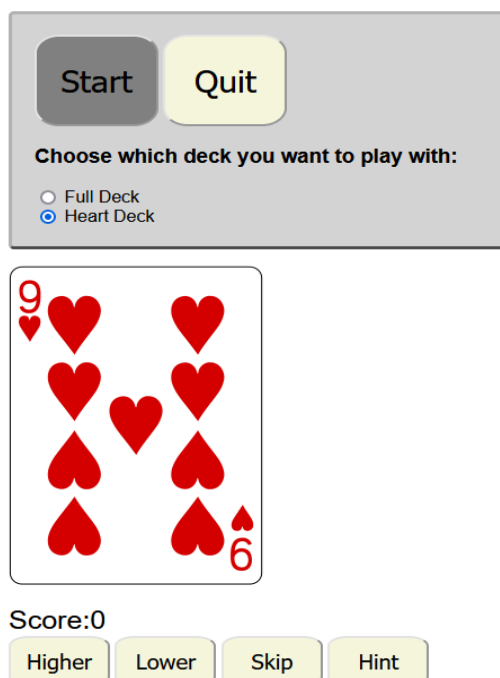 Start Quit
Choose which deck you want to play with:
Full Deck
Heart Deck
9
9
Score:0
Higher Lower Skip Hint